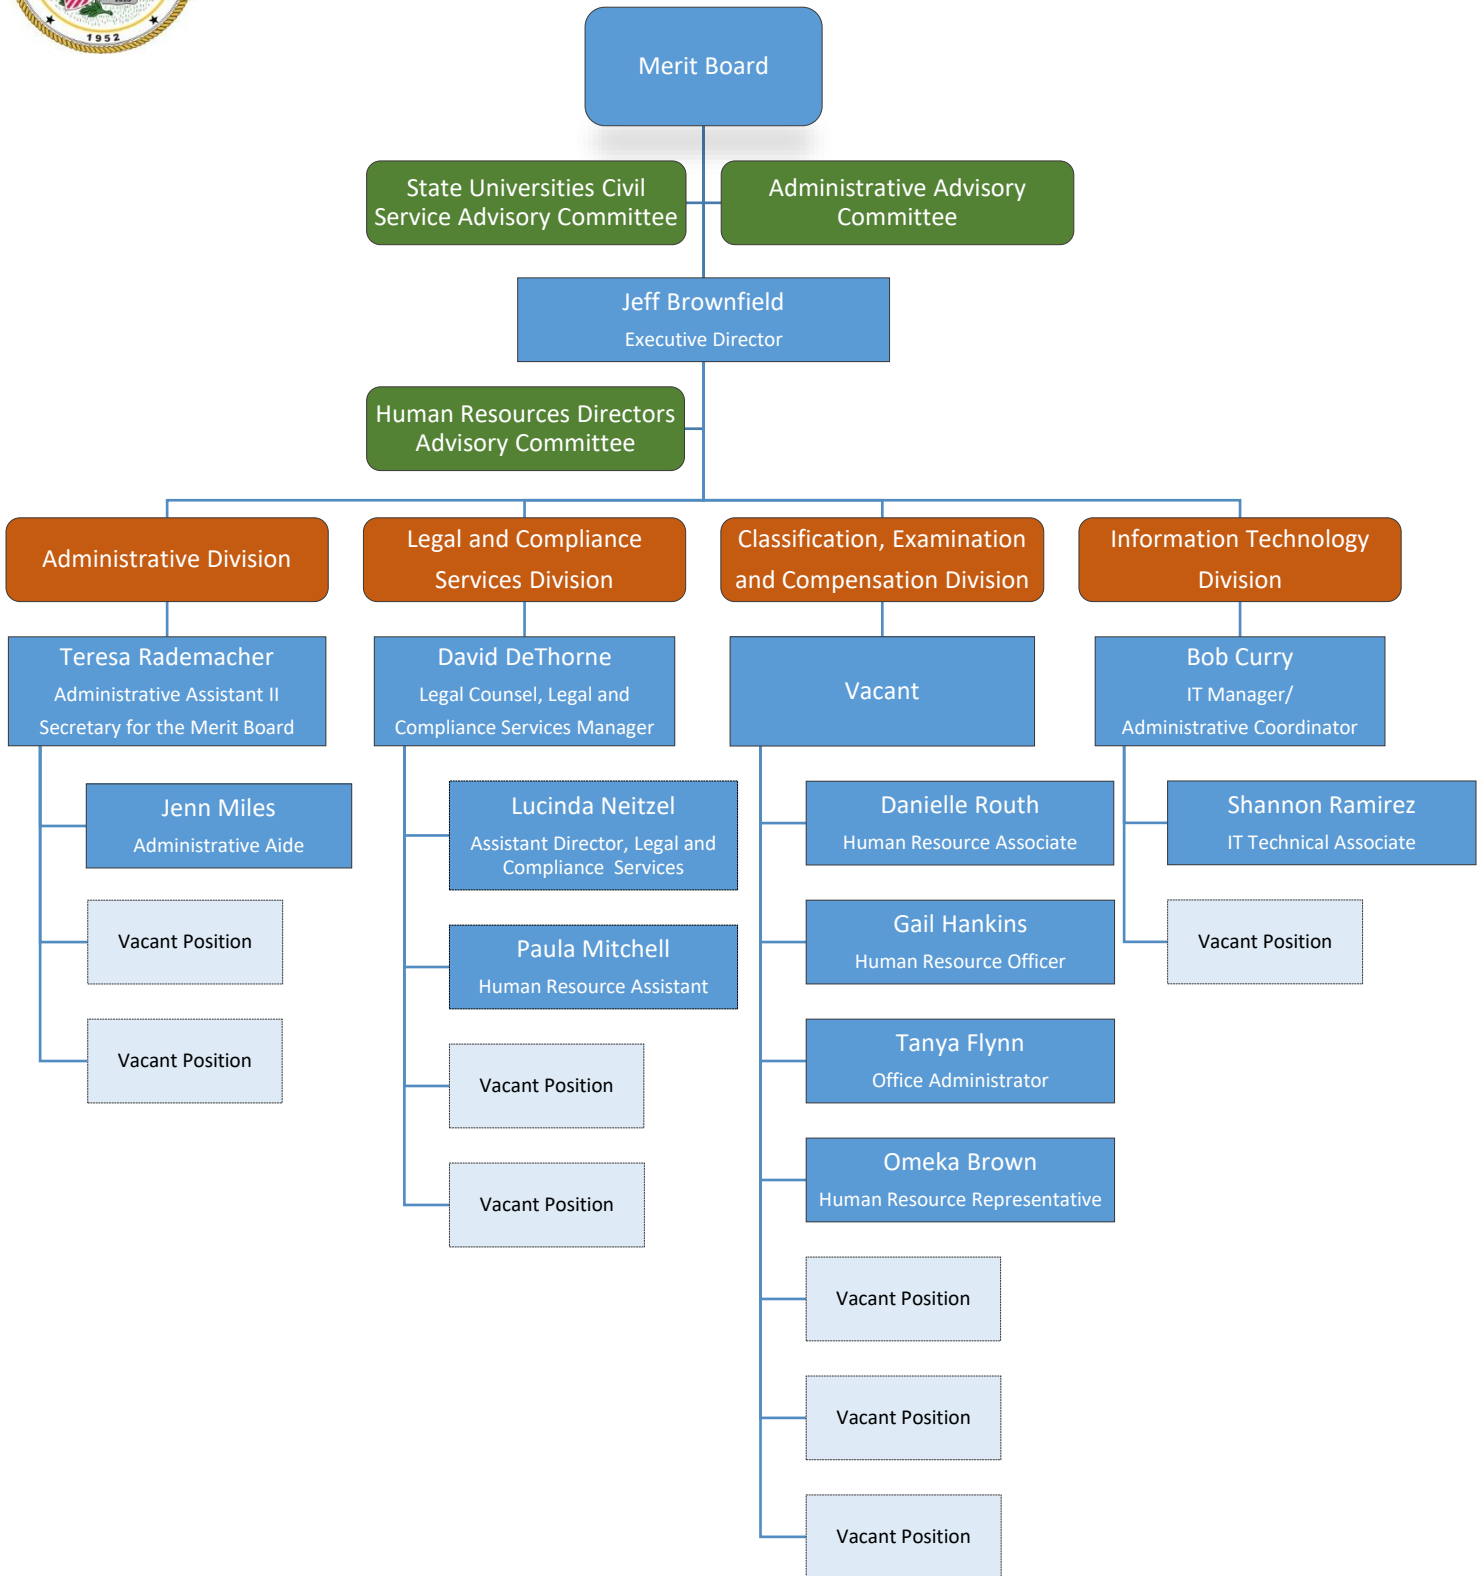 1952
Merit Board
State Universities Civil
Service Advisory Committee
Administrative Advisory
Committee
Jeff Brownfield
Executive Director
Human Resources Directors
Advisory Committee
Administrative Division
Legal and Compliance
Services Division
Classification, Examination
and Compensation Division
Information Technology
Division
Teresa Rademacher
Administrative Assistant II
Secretary for the Merit Board
David DeThorne
Legal Counsel, Legal and
Compliance Services Manager
Vacant
Bob Curry
IT Manager/
Administrative Coordinator
Jenn Miles
Administrative Aide
Vacant Position
Vacant Position
Lucinda Neitzel
Assistant Director, Legal and
Compliance Services
Paula Mitchell
Human Resource Assistant
Vacant Position
Vacant Position
Danielle Routh
Human Resource Associate
Gail Hankins
Human Resource Officer
Tanya Flynn
Office Administrator
Omeka Brown
Human Resource Representative
Vacant Position
Vacant Position
Vacant Position
Shannon Ramirez
IT Technical Associate
Vacant Position